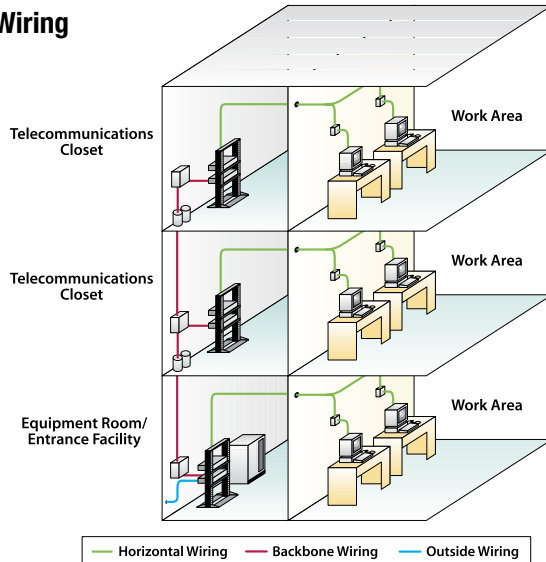 Wiring
Telecommunications
Closet
Work Area
Telecommunications
Closet
Work Area
Equipment Room/
Entrance Facility
Work Area
Horizontal Wiring
Backbone Wiring
Outside Wiring